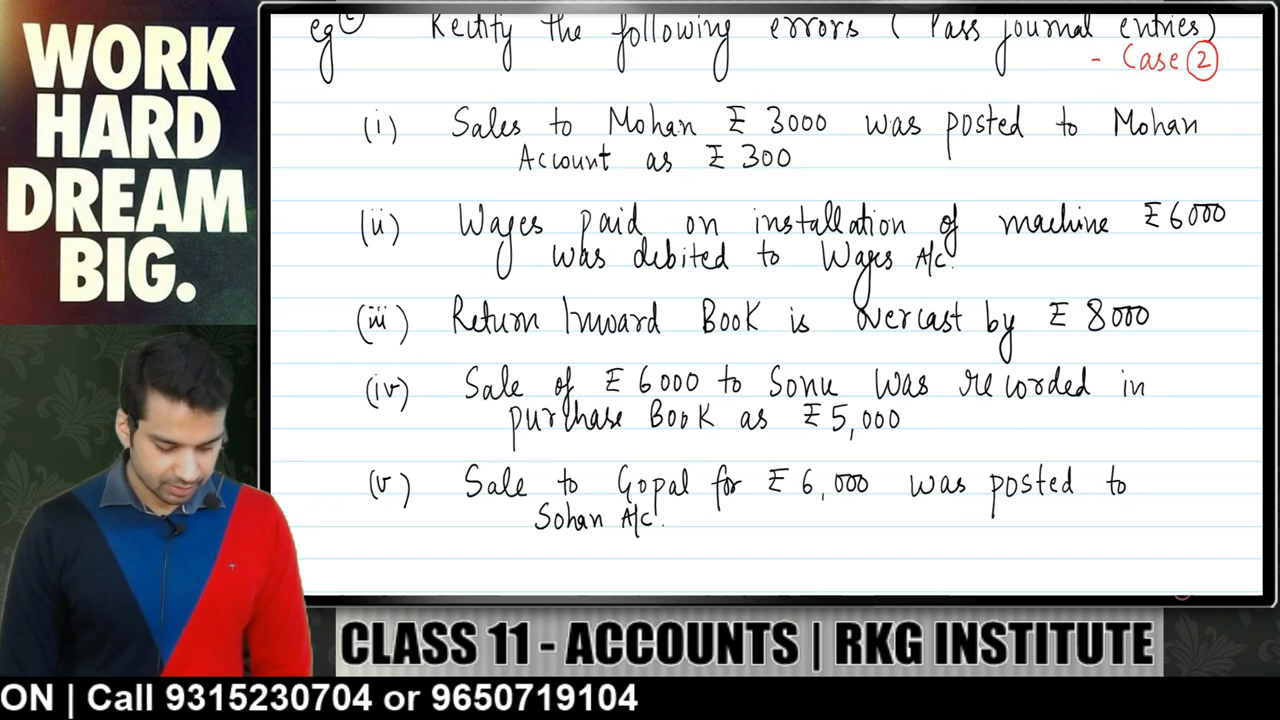 WORK
HARD
DREAM
BIG.
eg Rectify the following errors (Pass journal entries)
- Case ②
(i) Sales to Mohan ₹ 3000 was posted to Mohan
Account as ₹ 300
(ii) Wages paid on installation of machine ₹6000
was debited to Wages A/c.
(iii) Return Inward Book is overcast by ₹ 8000
(iv) Sale of ₹ 6000 to Sonu was recorded in
purchase Book as ₹ 5,000
(v) Sale to Gopal for ₹ 6,000 was posted to
Sohan A/c.
CLASS 11 - ACCOUNTS | RKG INSTITUTE
ON | Call 9315230704 or 9650719104